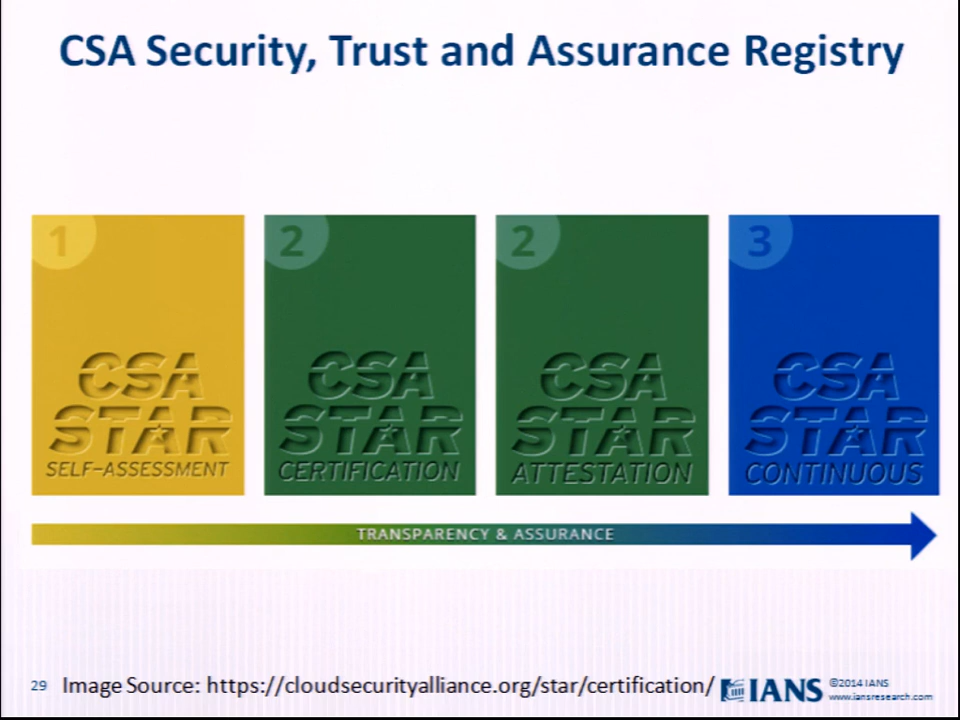 CSA Security, Trust and Assurance Registry
1
CSA
STAR
SELF-ASSESSMENT
2
CSA
STAR
CERTIFICATION
2
CSA
STAR
ATTESTATION
3
CSA
STAR
CONTINUOUS
TRANSPARENCY & ASSURANCE
29
Image Source: https://cloudsecurityalliance.org/star/certification/
IANS
©2014 IANS
www.iansresearch.com